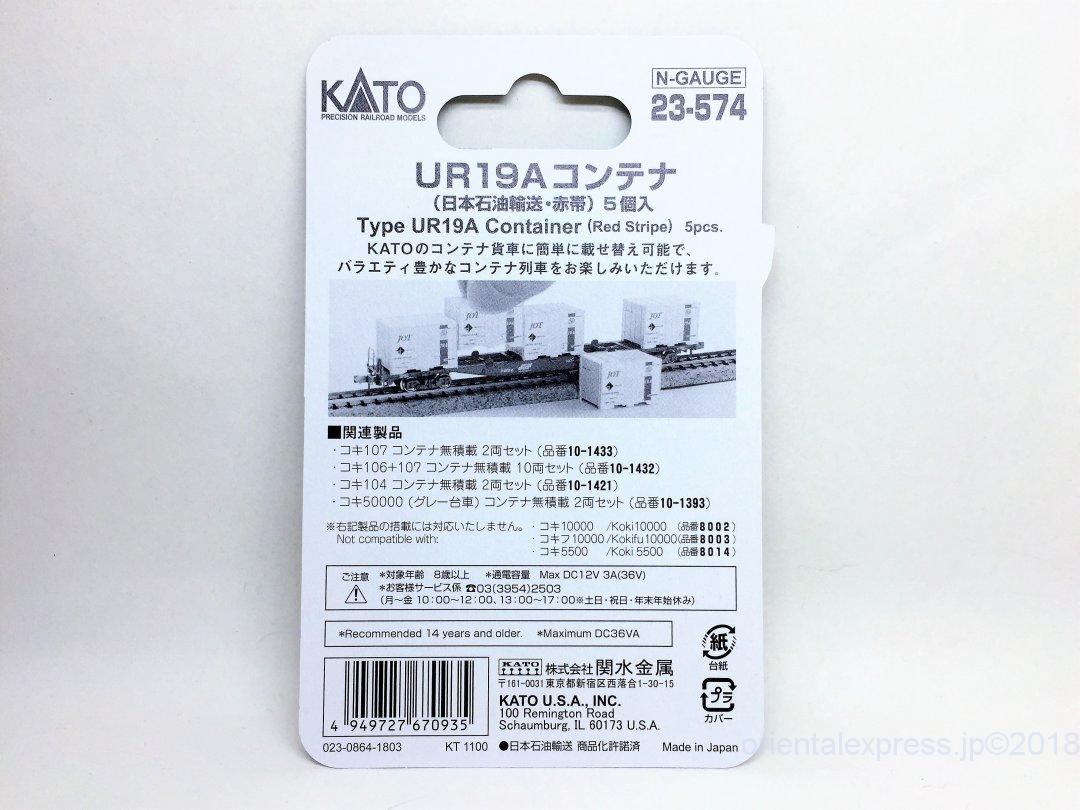 KATO
PRECISION RAILROAD MODELS
N-GAUGE
23-574
UR19Aコンテナ
(日本石油輸送・赤帯) 5個入
Type UR19A Container (Red Stripe) 5pcs.
KATOのコンテナ貨車に簡単に載せ替え可能で、
バラエティ豊かなコンテナ列車をお楽しみいただけます。
JOT
JOT
JOT
JOT
JOT
■関連製品
・コキ107 コンテナ無積載 2両セット (品番10-1433)
・コキ106+107 コンテナ無積載 10両セット (品番10-1432)
・コキ104 コンテナ無積載 2両セット (品番10-1421)
・コキ50000 (グレー台車) コンテナ無積載 2両セット (品番10-1393)
※右記製品の搭載には対応いたしません。 ・コキ10000 /Koki10000 (品番8002)
Not compatible with: ・コキフ10000/Kokifu10000(品番8003)
・コキ5500 /Koki 5500 (品番8014)
ご注意 *対象年齢 8歳以上 *通電容量 Max DC12V 3A(36V)
*お客様サービス係 ☎03(3954)2503
(月〜金 10:00〜12:00、13:00〜17:00※土日・祝日・年末年始休み)
*Recommended 14 years and older. *Maximum DC36VA
紙
台紙
プラ
カバー
KATO 株式会社 関水金属
〒161-0031 東京都新宿区西落合1-30-15
KATO U.S.A., INC.
100 Remington Road
Schaumburg, IL 60173 U.S.A.
4 949727 670935
023-0864-1803 KT 1100 ●日本石油輸送 商品化許諾済 Made in Japan
orientalexpress.jp©2018